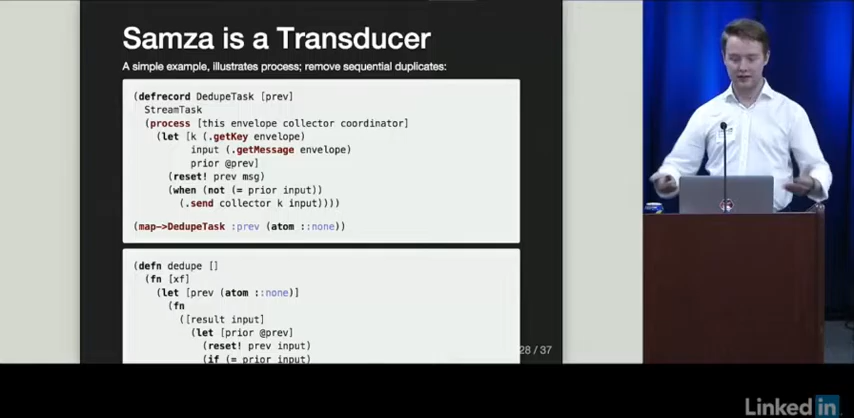 Samza is a Transducer
A simple example, illustrates process; remove sequential duplicates:
(defrecord DedupeTask [prev]
  StreamTask
  (process [this envelope collector coordinator]
    (let [k (.getKey envelope)
          input (.getMessage envelope)
          prior @prev]
      (reset! prev msg)
      (when (not (= prior input))
        (.send collector k input))))
(map->DedupeTask :prev (atom ::none))
(defn dedupe []
  (fn [xf]
    (let [prev (atom ::none)]
      (fn
        ([result input]
          (let [prior @prev]
            (reset! prev input)
            (if (= prior input)
28 / 37
Linked in